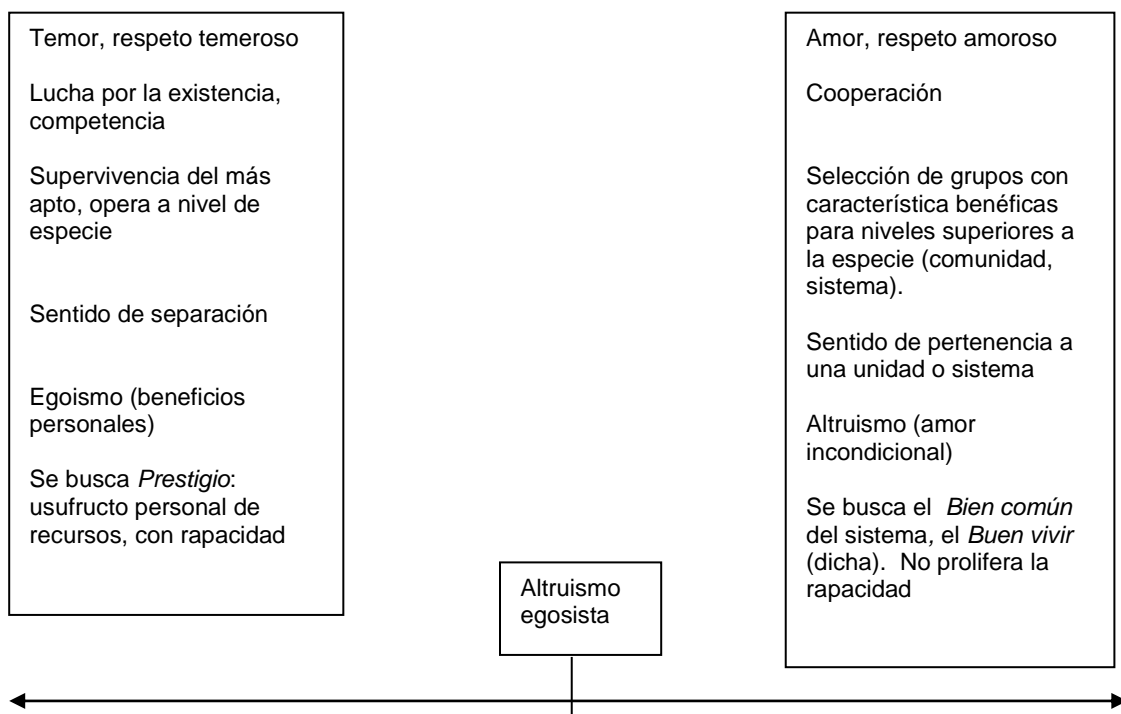 Temor, respeto temeroso
Lucha por la existencia,
competencia
Supervivencia del más
apto, opera a nivel de
especie
Sentido de separación
Egoismo (beneficios
personales)
Se busca Prestigio:
usufructo personal de
recursos, con rapacidad
Altruismo
egosista
Amor, respeto amoroso
Cooperación
Selección de grupos con
característica benéficas
para niveles superiores a
la especie (comunidad,
sistema).
Sentido de pertenencia a
una unidad o sistema
Altruismo (amor
incondicional)
Se busca el Bien común
del sistema, el Buen vivir
(dicha). No prolifera la
rapacidad